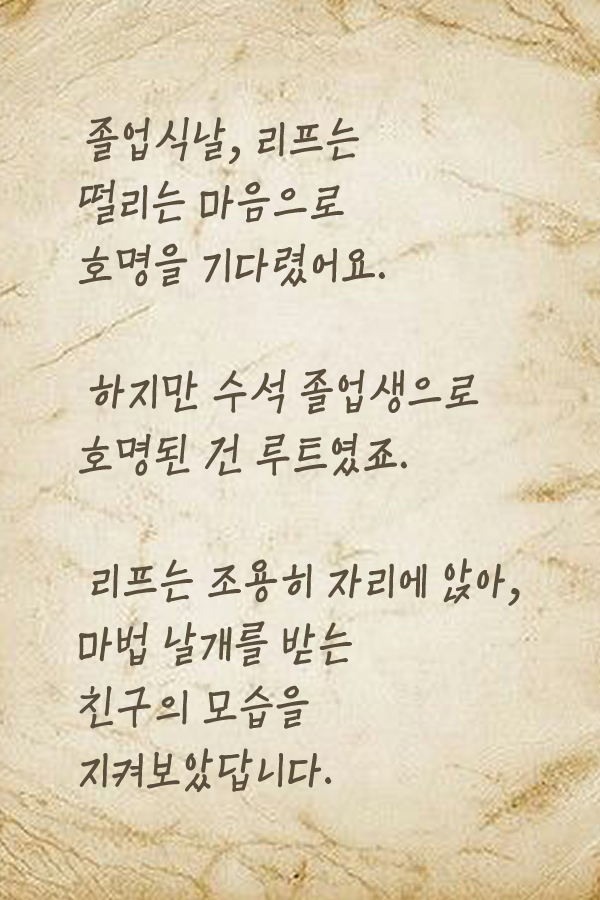 졸업식날, 리프는
떨리는 마음으로
호명을 기다렸어요.
하지만 수석 졸업생으로
호명된 건 루트였죠.
리프는 조용히 자리에 앉아,
마법 날개를 받는
친구의 모습을
지켜보았답니다.